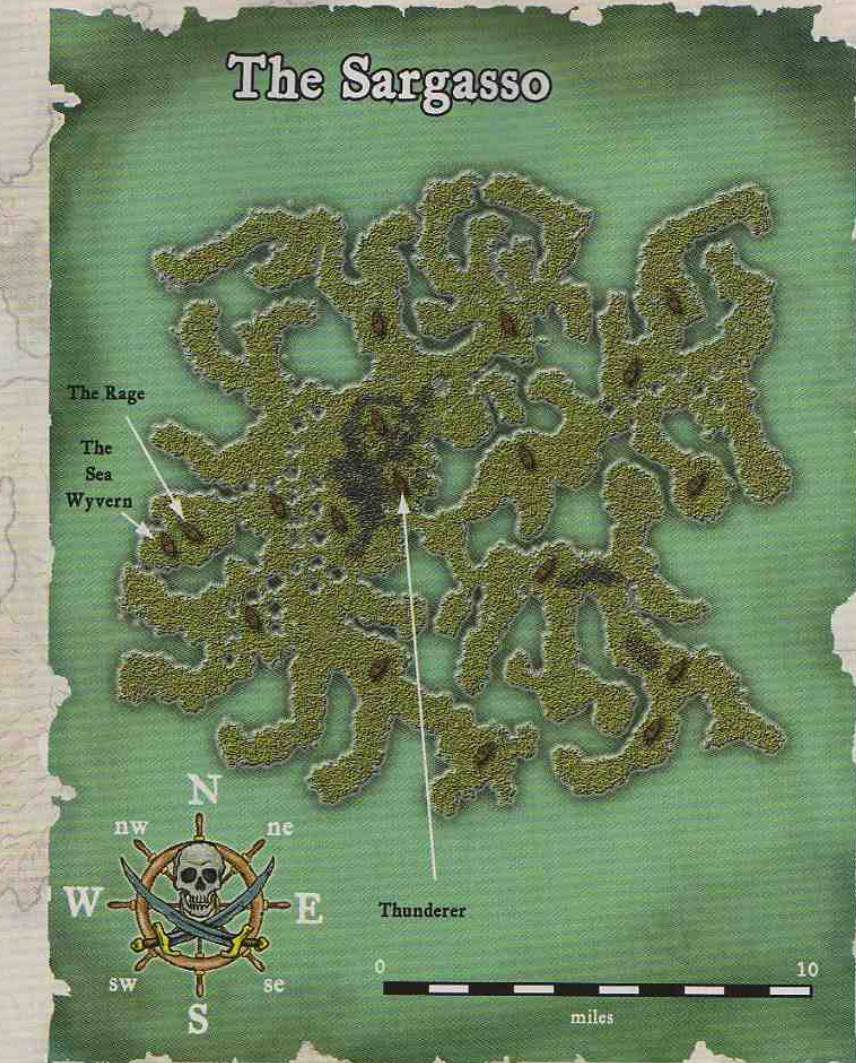 The Sargasso
The Rage
The
Sea
Wyvern
N
nw
ne
W
E
sw
se
S
Thunderer
0
10
miles